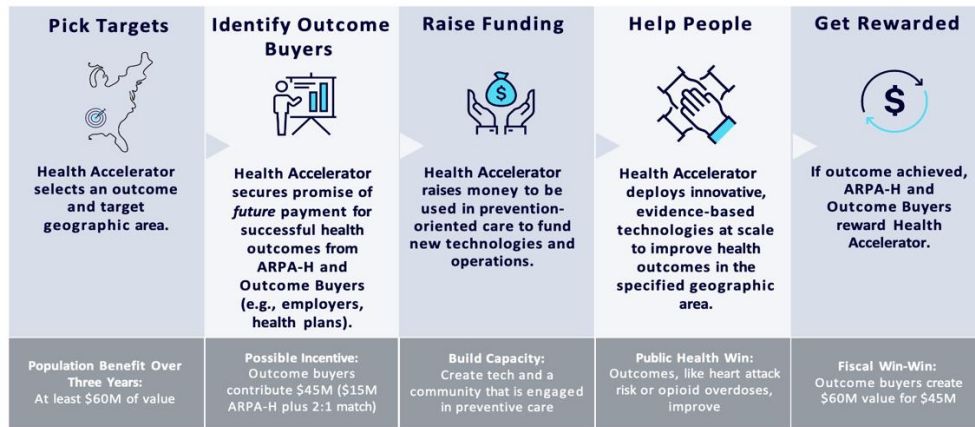 Pick Targets
Health Accelerator
selects an outcome
and target
geographic area.
Population Benefit Over
Three Years:
At least $60M of value
Identify Outcome
Buyers
Health Accelerator
secures promise of
future payment for
successful health
outcomes from
ARPA-H and
Outcome Buyers
(e.g., employers,
health plans).
Possible Incentive:
Outcome buyers
contribute $45M ($15M
ARPA-H plus 2:1 match)
Raise Funding
$
Health Accelerator
raises money to be
used in prevention-
oriented care to fund
new technologies and
operations.
Build Capacity:
Create tech and a
community that is engaged
in preventive care
Help People
Health Accelerator
deploys innovative,
evidence-based
technologies at scale
to improve health
outcomes in the
specified geographic
area.
Public Health Win:
Outcomes, like heart attack
risk or opioid overdoses,
improve
Get Rewarded
$
If outcome achieved,
ARPA-H and
Outcome Buyers
reward Health
Accelerator.
Fiscal Win-Win:
Outcome buyers create
$60M value for $45M